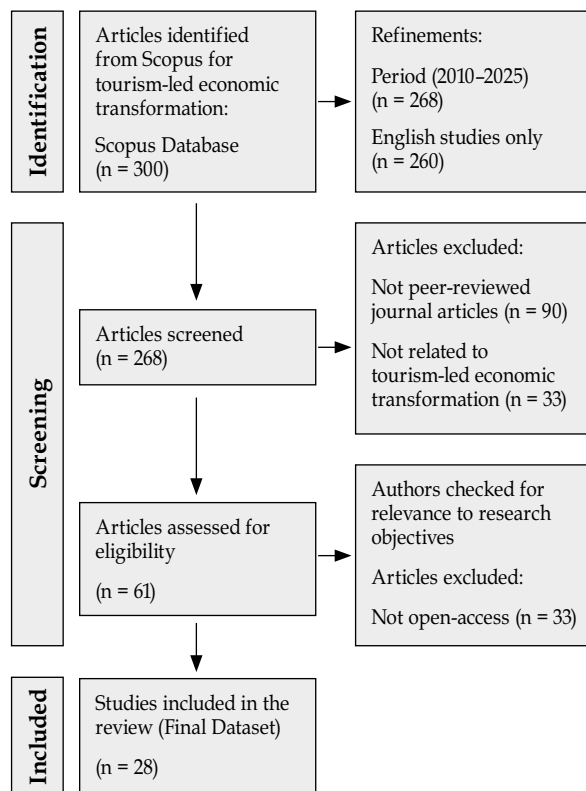 Identification
Articles identified
from Scopus for
tourism-led economic
transformation:
Scopus Database
(n = 300)
Refinements:
Period (2010–2025)
(n = 268)
English studies only
(n = 260)
Screening
Articles screened
(n = 268)
Articles excluded:
Not peer-reviewed
journal articles (n = 90)
Not related to
tourism-led economic
transformation (n = 33)
Articles assessed for
eligibility
(n = 61)
Authors checked for
relevance to research
objectives
Articles excluded:
Not open-access (n = 33)
Included
Studies included in the
review (Final Dataset)
(n = 28)